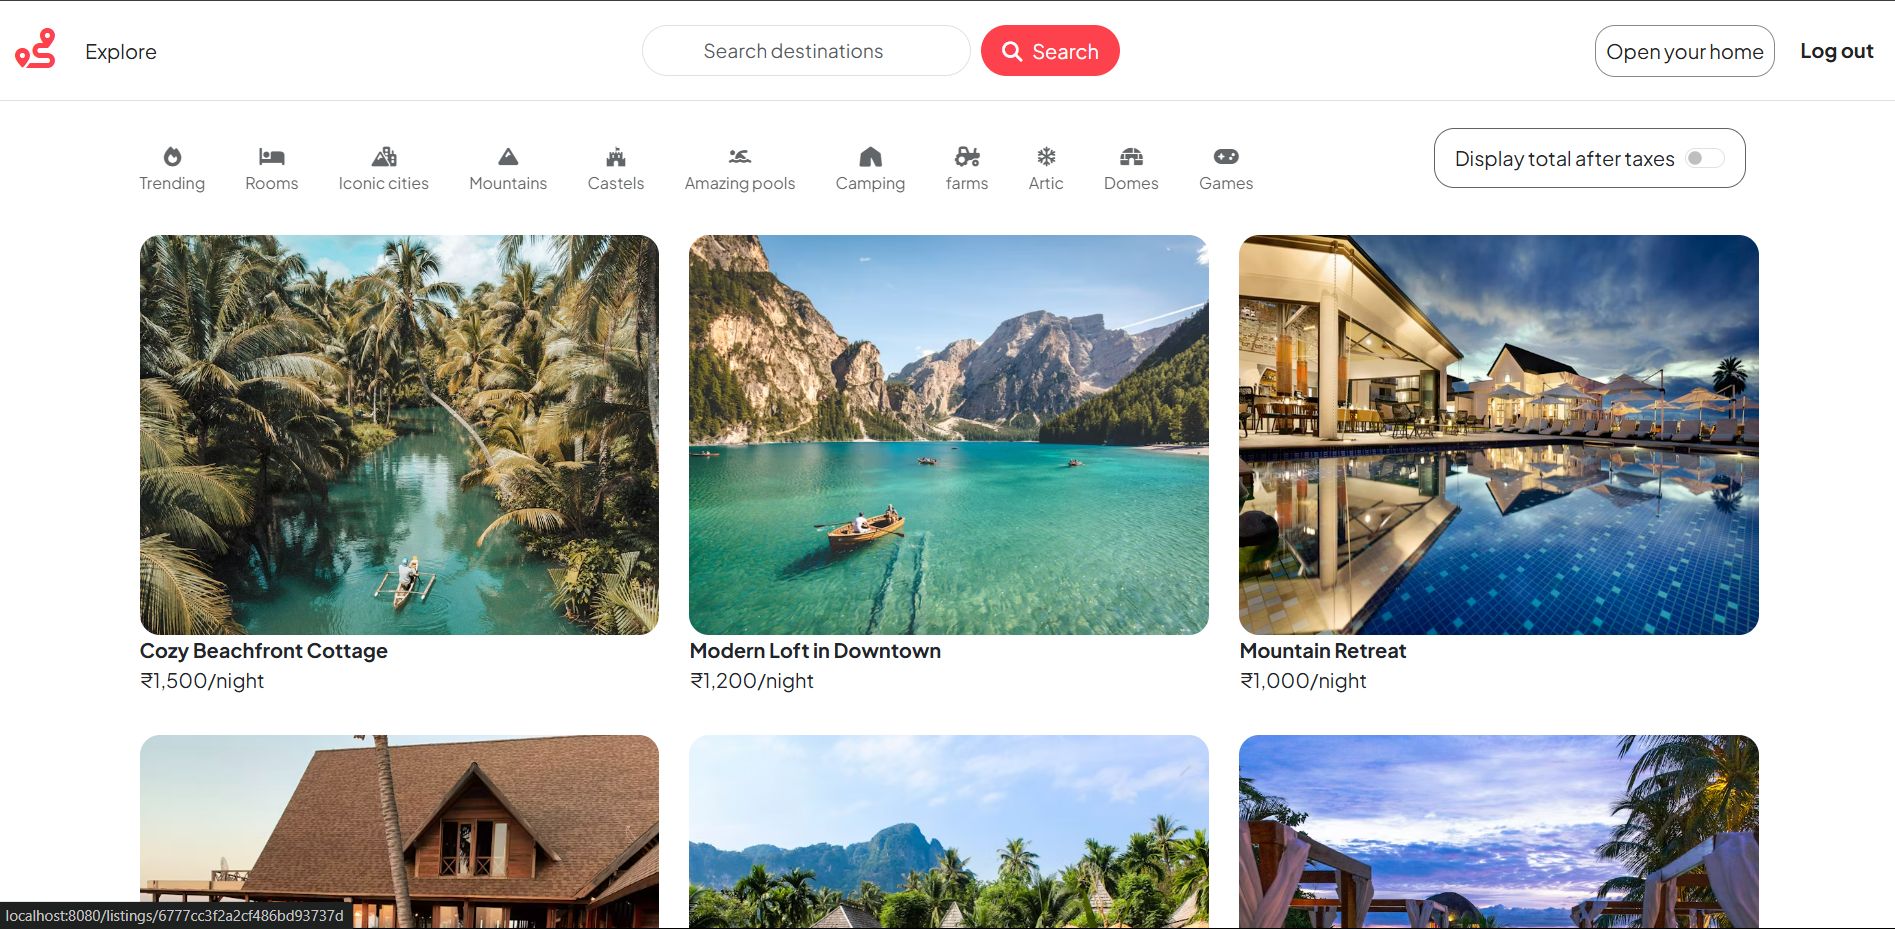 Explore
Search destinations
Search
Open your home
Log out
Trending
Rooms
Iconic cities
Mountains
Castels
Amazing pools
Camping
farms
Artic
Domes
Games
Display total after taxes
Cozy Beachfront Cottage
₹1,500/night
Modern Loft in Downtown
₹1,200/night
Mountain Retreat
₹1,000/night
localhost:8080/listings/6777cc3f2a2cf486bd93737d